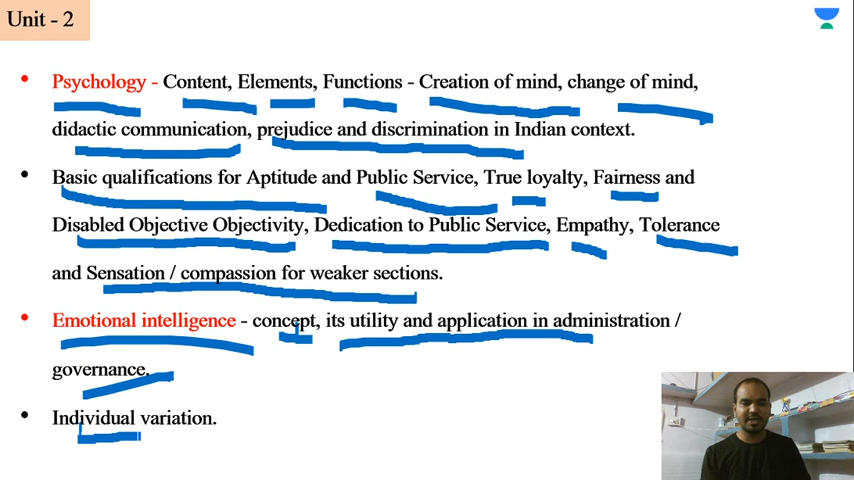 Unit - 2
Psychology - Content, Elements, Functions - Creation of mind, change of mind,
didactic communication, prejudice and discrimination in Indian context.
Basic qualifications for Aptitude and Public Service, True loyalty, Fairness and
Disabled Objective Objectivity, Dedication to Public Service, Empathy, Tolerance
and Sensation / compassion for weaker sections.
Emotional intelligence - concept, its utility and application in administration /
governance.
Individual variation.